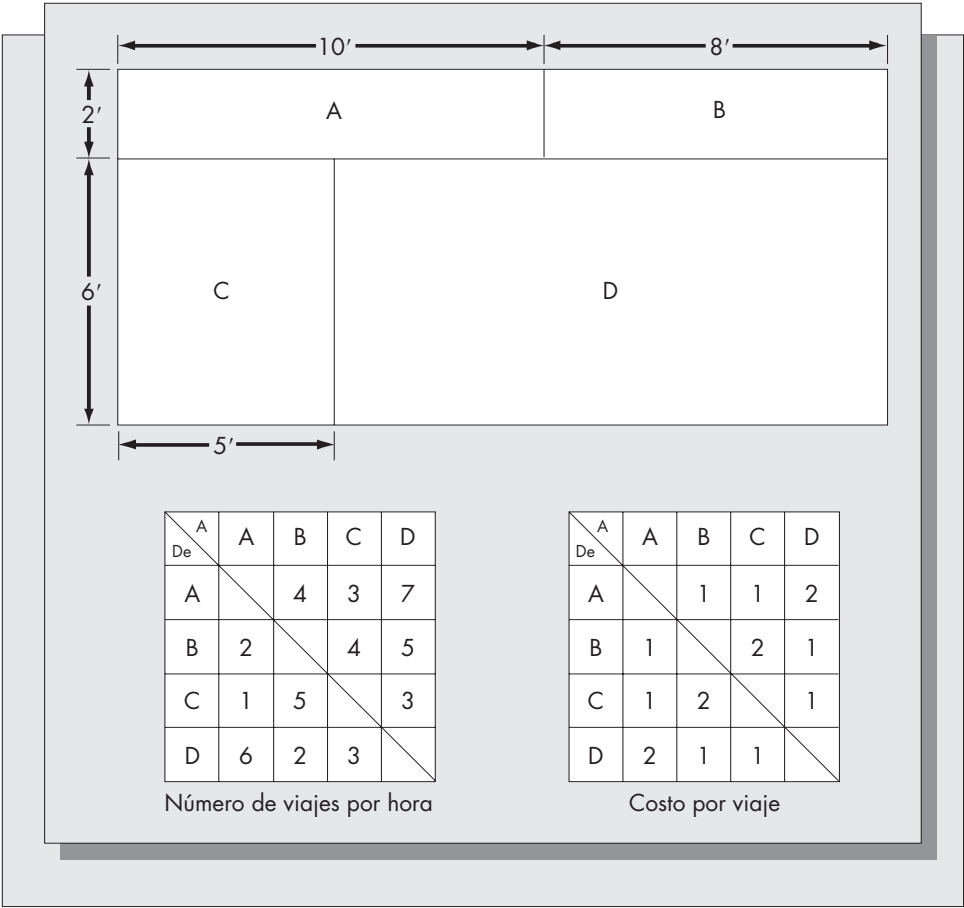 10′ 8′
2′ A B
6′ C D
5′
A A B C D
De
A 4 3 7
B 2 4 5
C 1 5 3
D 6 2 3
Número de viajes por hora
A A B C D
De
A 1 1 2
B 1 2 1
C 1 2 1
D 2 1 1
Costo por viaje